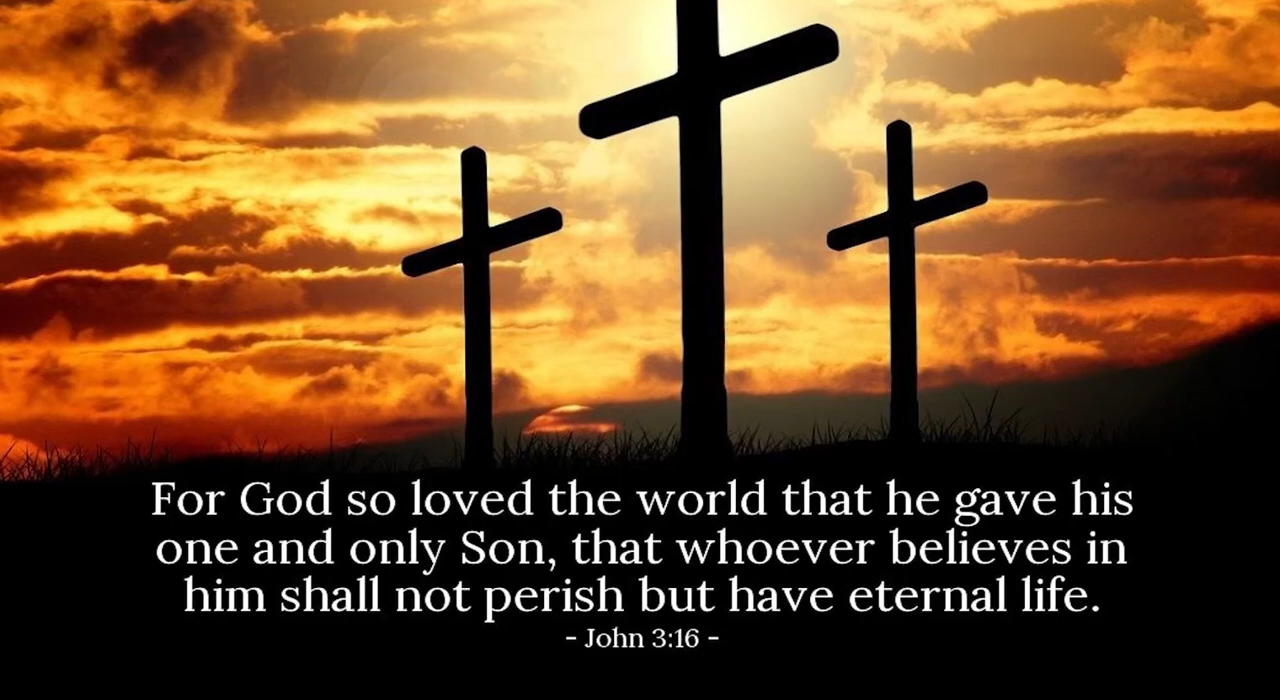 For God so loved the world that he gave his
one and only Son, that whoever believes in
him shall not perish but have eternal life.
- John 3:16 -